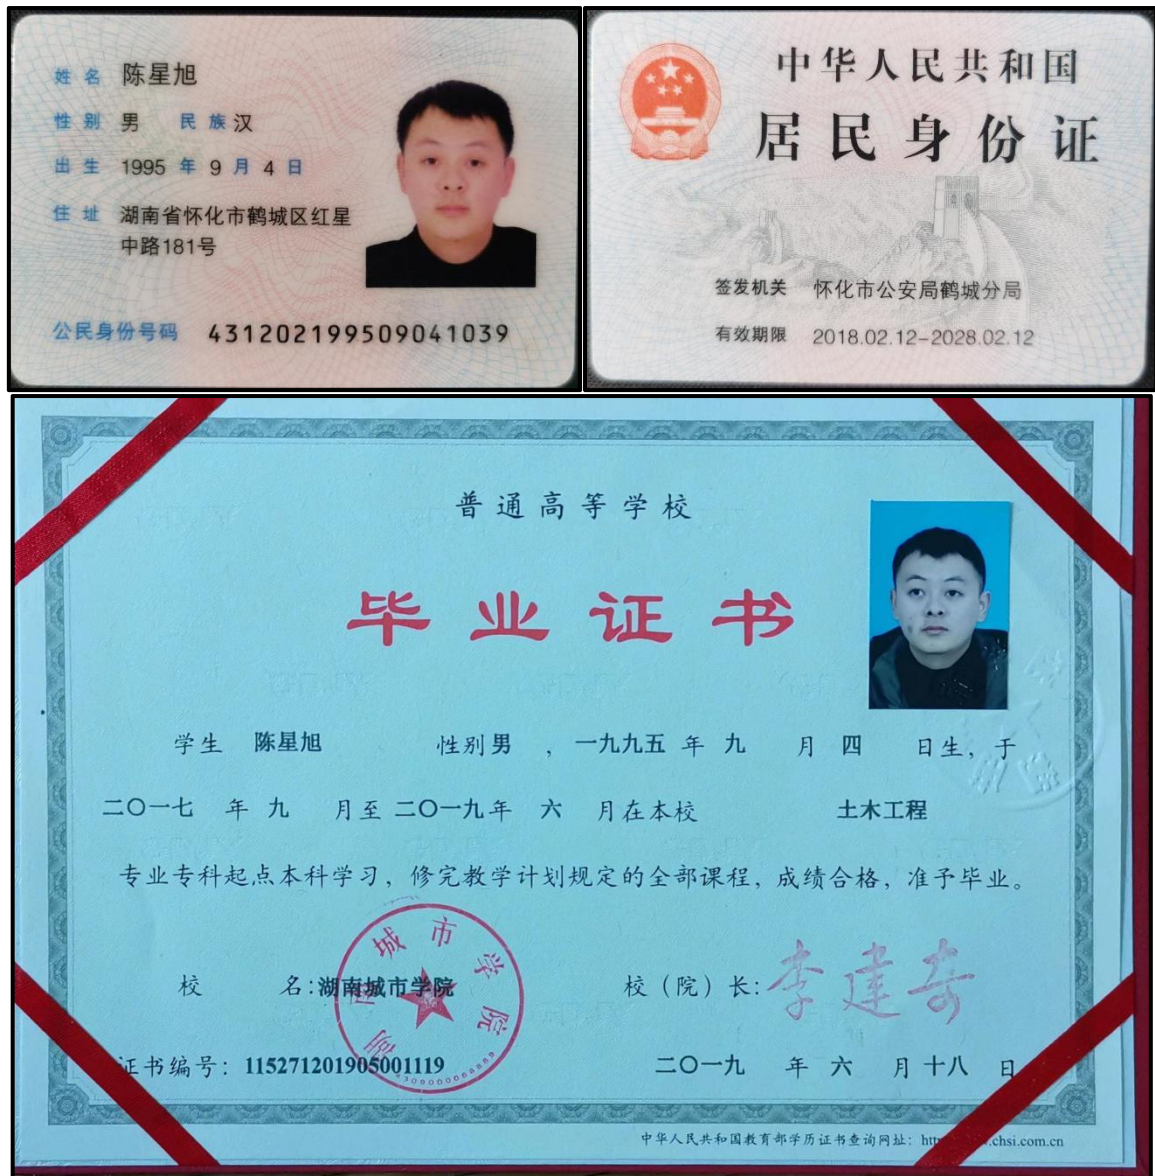 姓名 陈星旭
性别 男 民族 汉
出生 1995 年 9 月 4 日
住址 湖南省怀化市鹤城区红星
中路181号
公民身份号码 431202199509041039
中华人民共和国
居民身份证
签发机关 怀化市公安局鹤城分局
有效期限 2018.02.12-2028.02.12
普通高等学校
毕业证书
学生 陈星旭 性别 男 ，一九九五 年 九 月 四 日生，于
二〇一七 年 九 月至 二〇一九 年 六 月在本校 土木工程
专业专科起点本科学习，修完教学计划规定的全部课程，成绩合格，准予毕业。
校 名：湖南城市学院 校（院）长：李建奇
湖南城市学院
证书编号：115271201905001119 二〇一九 年 六 月 十八 日
中华人民共和国教育部学历证书查询网址：
.chsi.com.cn